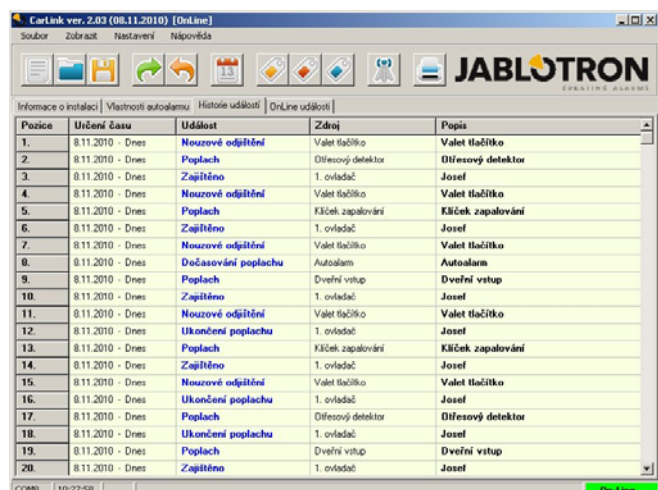 CarLink ver. 2.03 (08.11.2010) [OnLine]
Soubor Zobrazit Nastavení Nápověda
13
JABLOTRON
CREATING ALARMS
Informace o instalaci Vlastnosti autoalarmu Historie událostí OnLine události
Pozice Určení času Událost Zdroj Popis
1. 8.11.2010 - Dnes Nouzové odjištění Valet tlačítko Valet tlačítko
2. 8.11.2010 - Dnes Poplach Otřesový detektor Otřesový detektor
3. 8.11.2010 - Dnes Zajištěno 1. ovladač Josef
4. 8.11.2010 - Dnes Nouzové odjištění Valet tlačítko Valet tlačítko
5. 8.11.2010 - Dnes Poplach Klíček zapalování Klíček zapalování
6. 8.11.2010 - Dnes Zajištěno 1. ovladač Josef
7. 8.11.2010 - Dnes Nouzové odjištění Valet tlačítko Valet tlačítko
8. 8.11.2010 - Dnes Dočasování poplachu Autoalarm Autoalarm
9. 8.11.2010 - Dnes Poplach Dveřní vstup Dveřní vstup
10. 8.11.2010 - Dnes Zajištěno 1. ovladač Josef
11. 8.11.2010 - Dnes Nouzové odjištění Valet tlačítko Valet tlačítko
12. 8.11.2010 - Dnes Ukončení poplachu 1. ovladač Josef
13. 8.11.2010 - Dnes Poplach Klíček zapalování Klíček zapalování
14. 8.11.2010 - Dnes Zajištěno 1. ovladač Josef
15. 8.11.2010 - Dnes Nouzové odjištění Valet tlačítko Valet tlačítko
16. 8.11.2010 - Dnes Ukončení poplachu 1. ovladač Josef
17. 8.11.2010 - Dnes Poplach Otřesový detektor Otřesový detektor
18. 8.11.2010 - Dnes Ukončení poplachu 1. ovladač Josef
19. 8.11.2010 - Dnes Poplach Dveřní vstup Dveřní vstup
20. 8.11.2010 - Dnes Zajištěno 1. ovladač Josef
On-Line